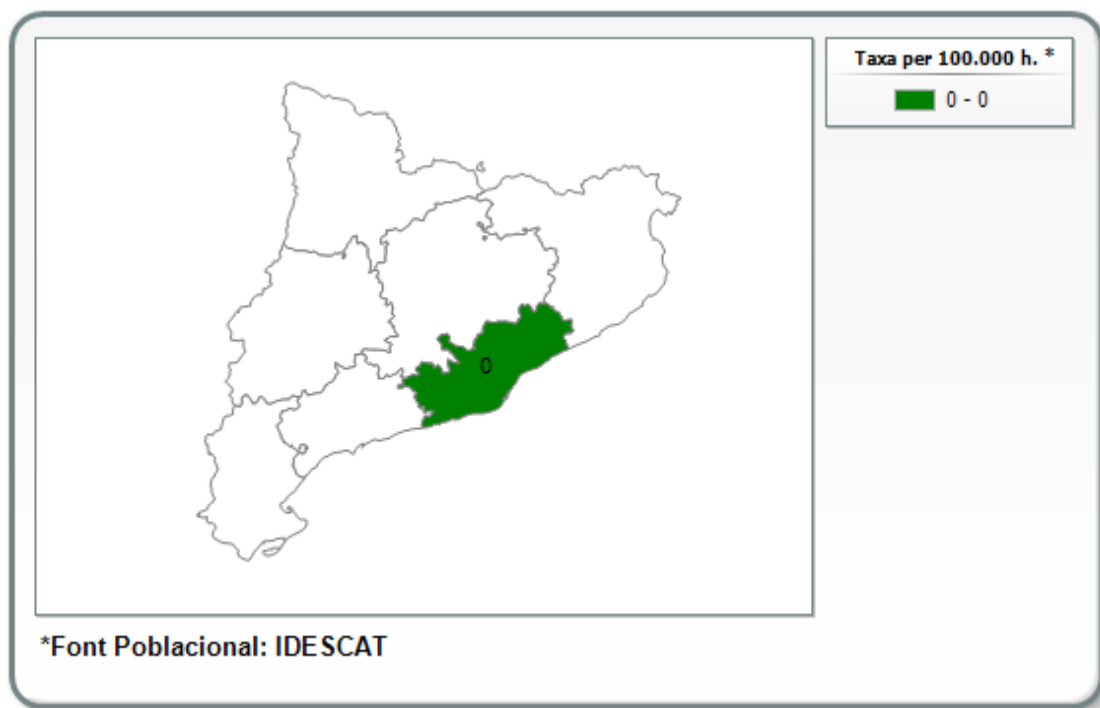 Taxa per 100.000 h. *
0 - 0
0
*Font Poblacional: IDESCAT